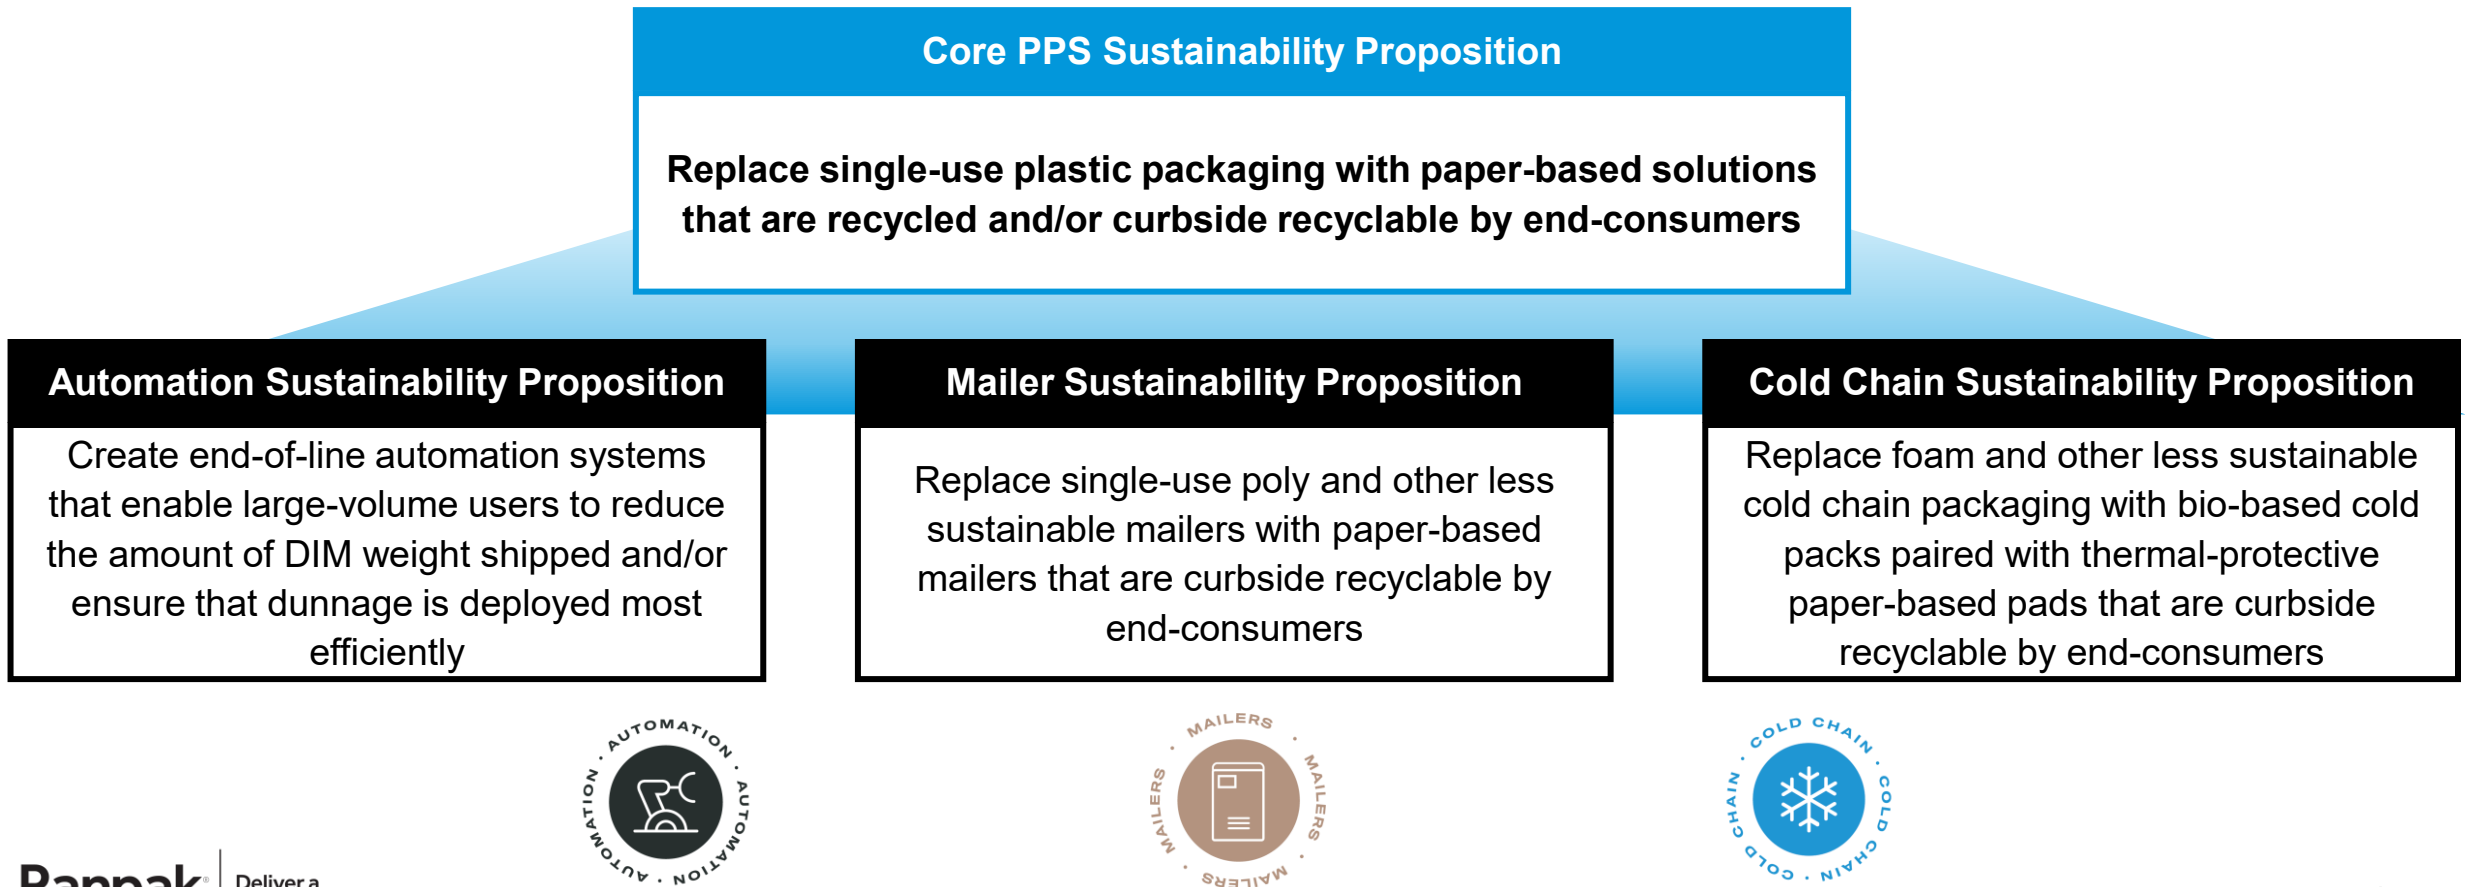 Core PPS Sustainability Proposition
Replace single-use plastic packaging with paper-based solutions
that are recycled and/or curbside recyclable by end-consumers
Automation Sustainability Proposition
Create end-of-line automation systems
that enable large-volume users to reduce
the amount of DIM weight shipped and/or
ensure that dunnage is deployed most
efficiently
Mailer Sustainability Proposition
Replace single-use poly and other less
sustainable mailers with paper-based
mailers that are curbside recyclable by
end-consumers
Cold Chain Sustainability Proposition
Replace foam and other less sustainable
cold chain packaging with bio-based cold
packs paired with thermal-protective
paper-based pads that are curbside
recyclable by end-consumers
AUTOMATION · AUTOMATION · AUTOMATION ·
MAILERS · MAILERS · MAILERS · MAILERS ·
COLD CHAIN · COLD CHAIN · COLD CHAIN · COLD CHAIN ·
Ranpak®
Deliver a